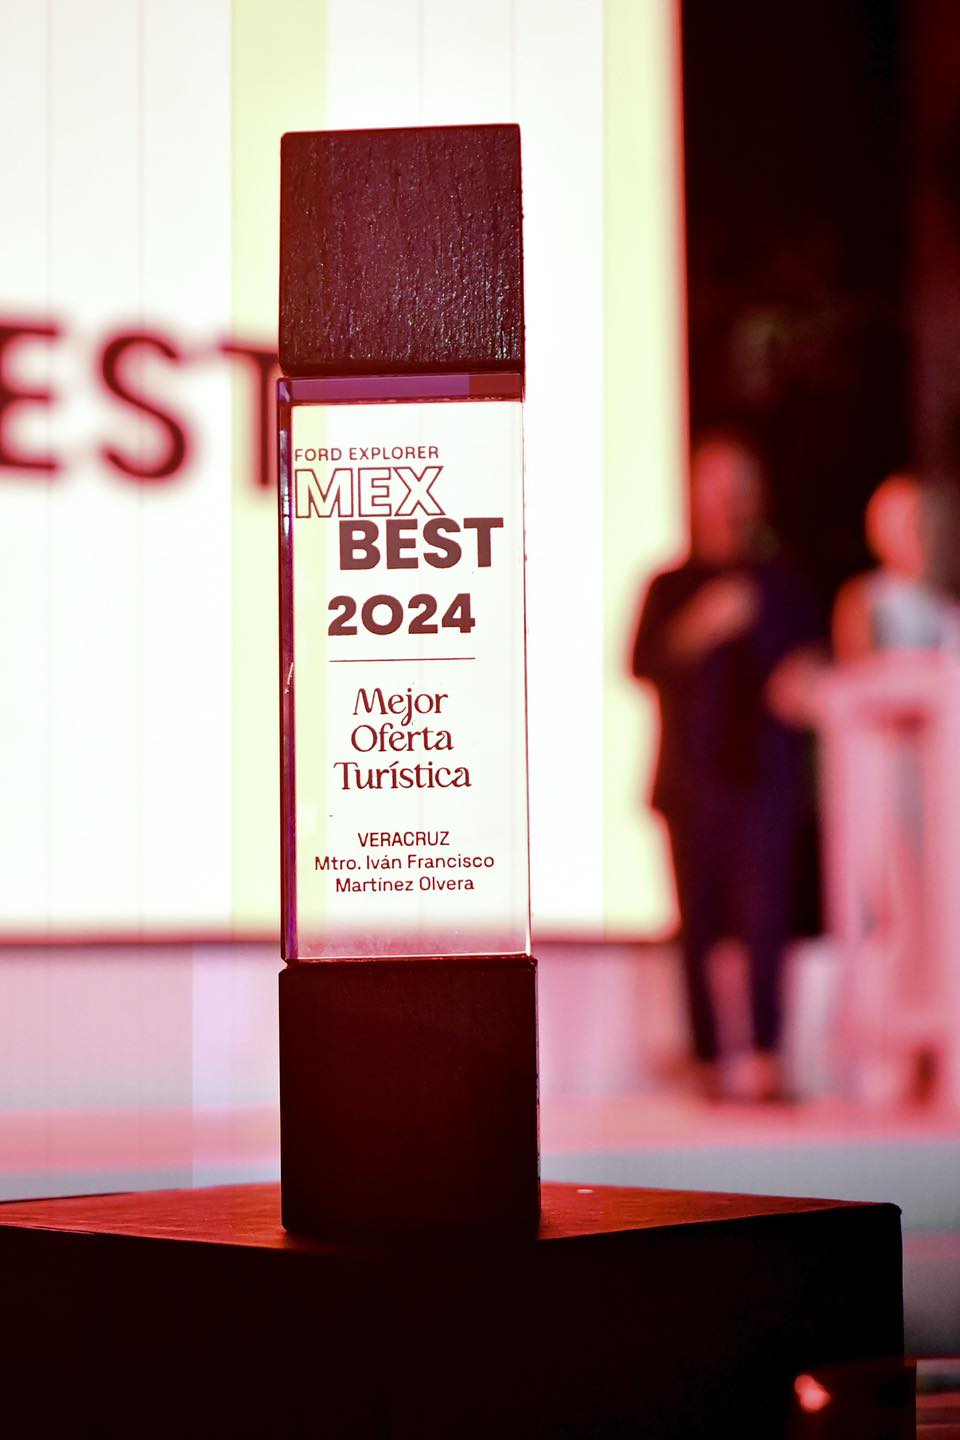 EST
FORD EXPLORER
MEX
BEST
2024
Mejor
Oferta
Turística
VERACRUZ
Mtro. Iván Francisco
Martínez Olvera